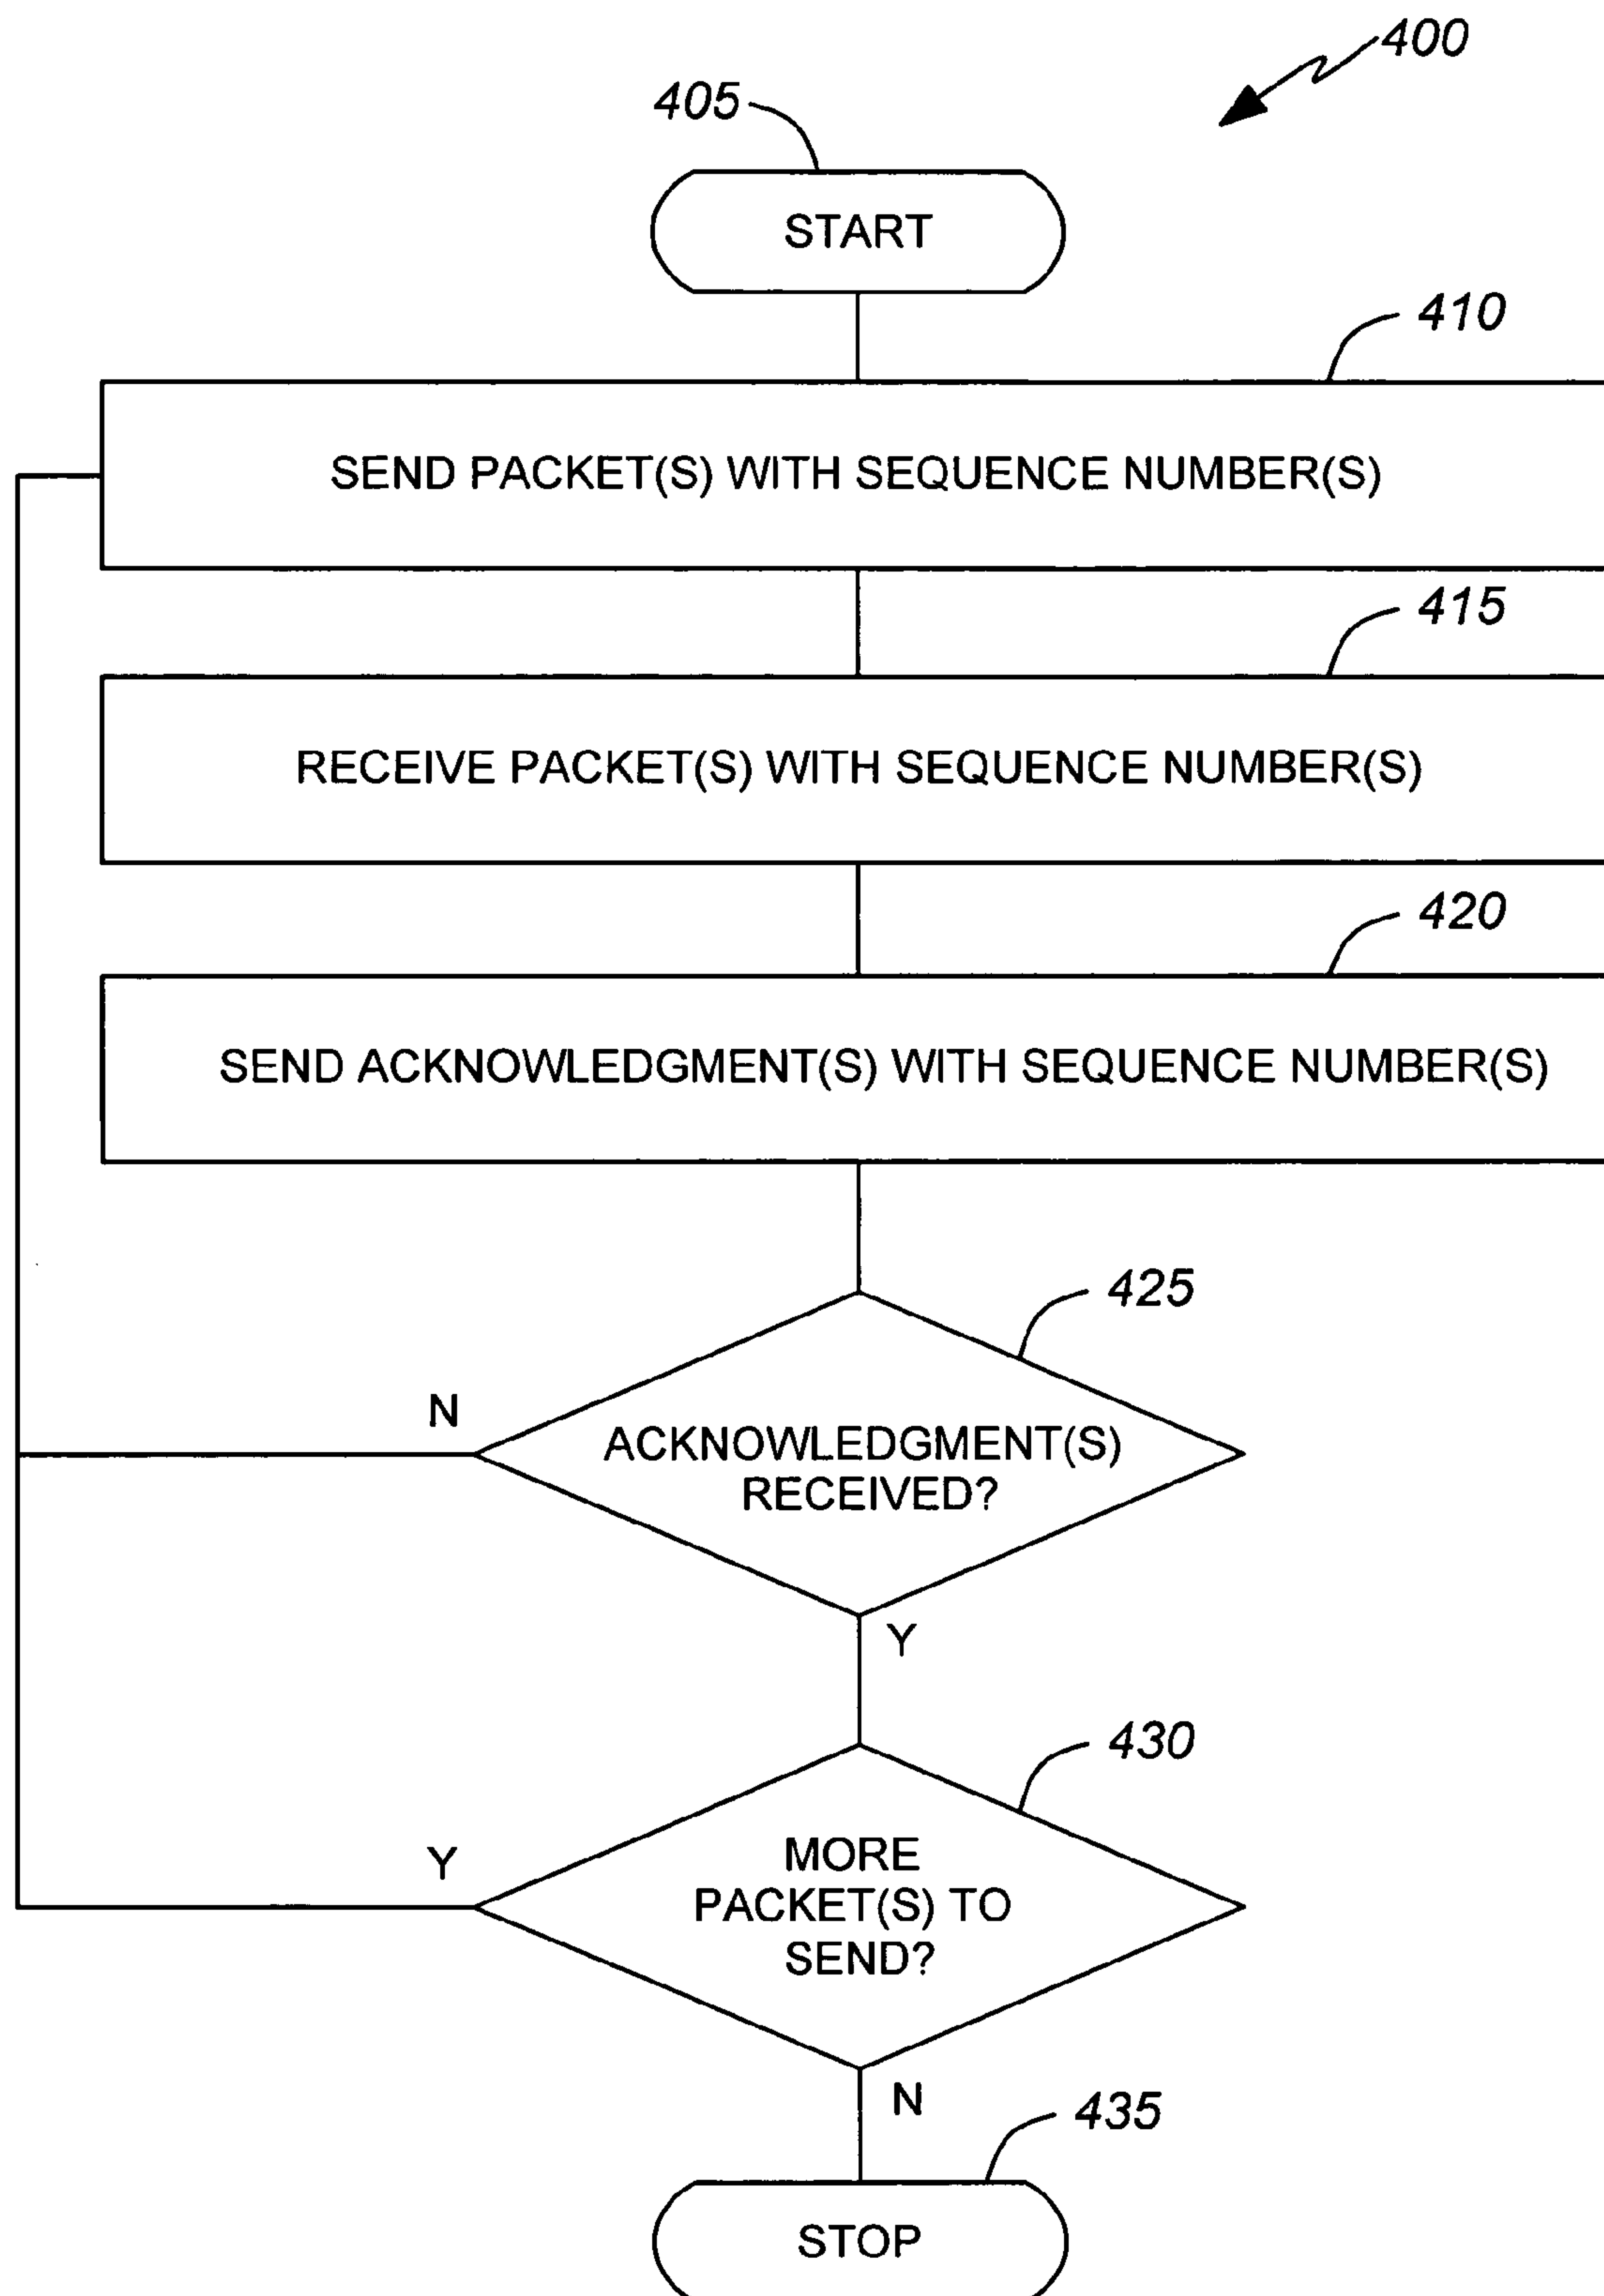 400
405
START
410
SEND PACKET(S) WITH SEQUENCE NUMBER(S)
415
RECEIVE PACKET(S) WITH SEQUENCE NUMBER(S)
420
SEND ACKNOWLEDGMENT(S) WITH SEQUENCE NUMBER(S)
425
N
ACKNOWLEDGMENT(S)
RECEIVED?
Y
430
Y
MORE
PACKET(S) TO
SEND?
N
435
STOP